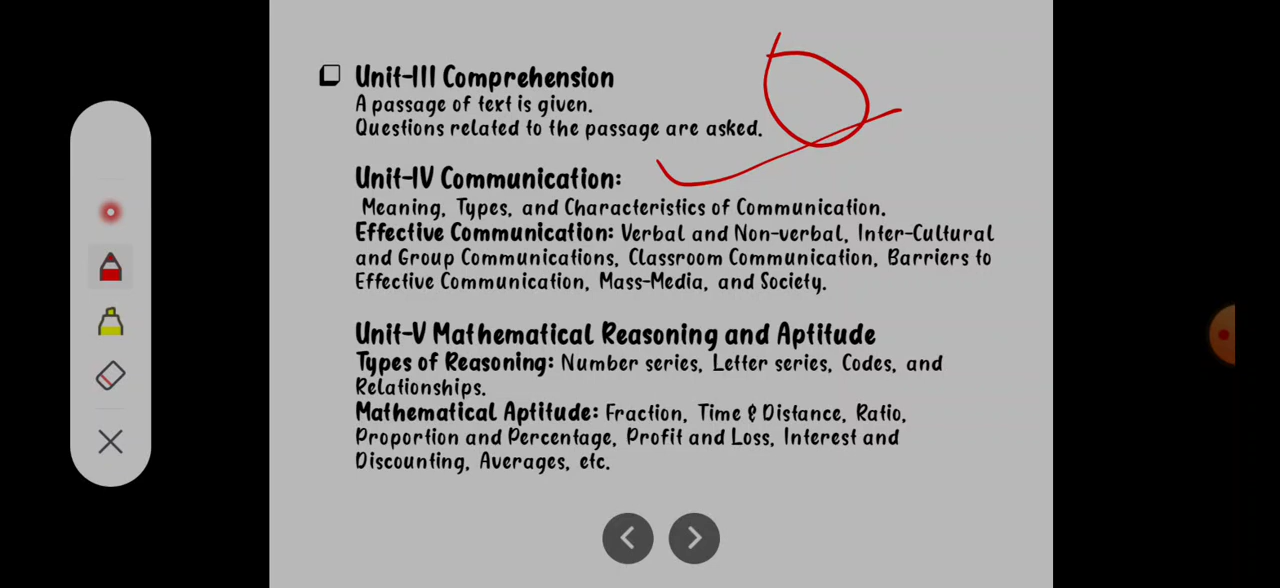 Unit-III Comprehension
A passage of text is given.
Questions related to the passage are asked.
Unit-IV Communication:
Meaning, Types, and Characteristics of Communication.
Effective Communication: Verbal and Non-verbal, Inter-Cultural
and Group Communications, Classroom Communication, Barriers to
Effective Communication, Mass-Media, and Society.
Unit-V Mathematical Reasoning and Aptitude
Types of Reasoning: Number series, Letter series, Codes, and
Relationships.
Mathematical Aptitude: Fraction, Time & Distance, Ratio,
Proportion and Percentage, Profit and Loss, Interest and
Discounting, Averages, etc.